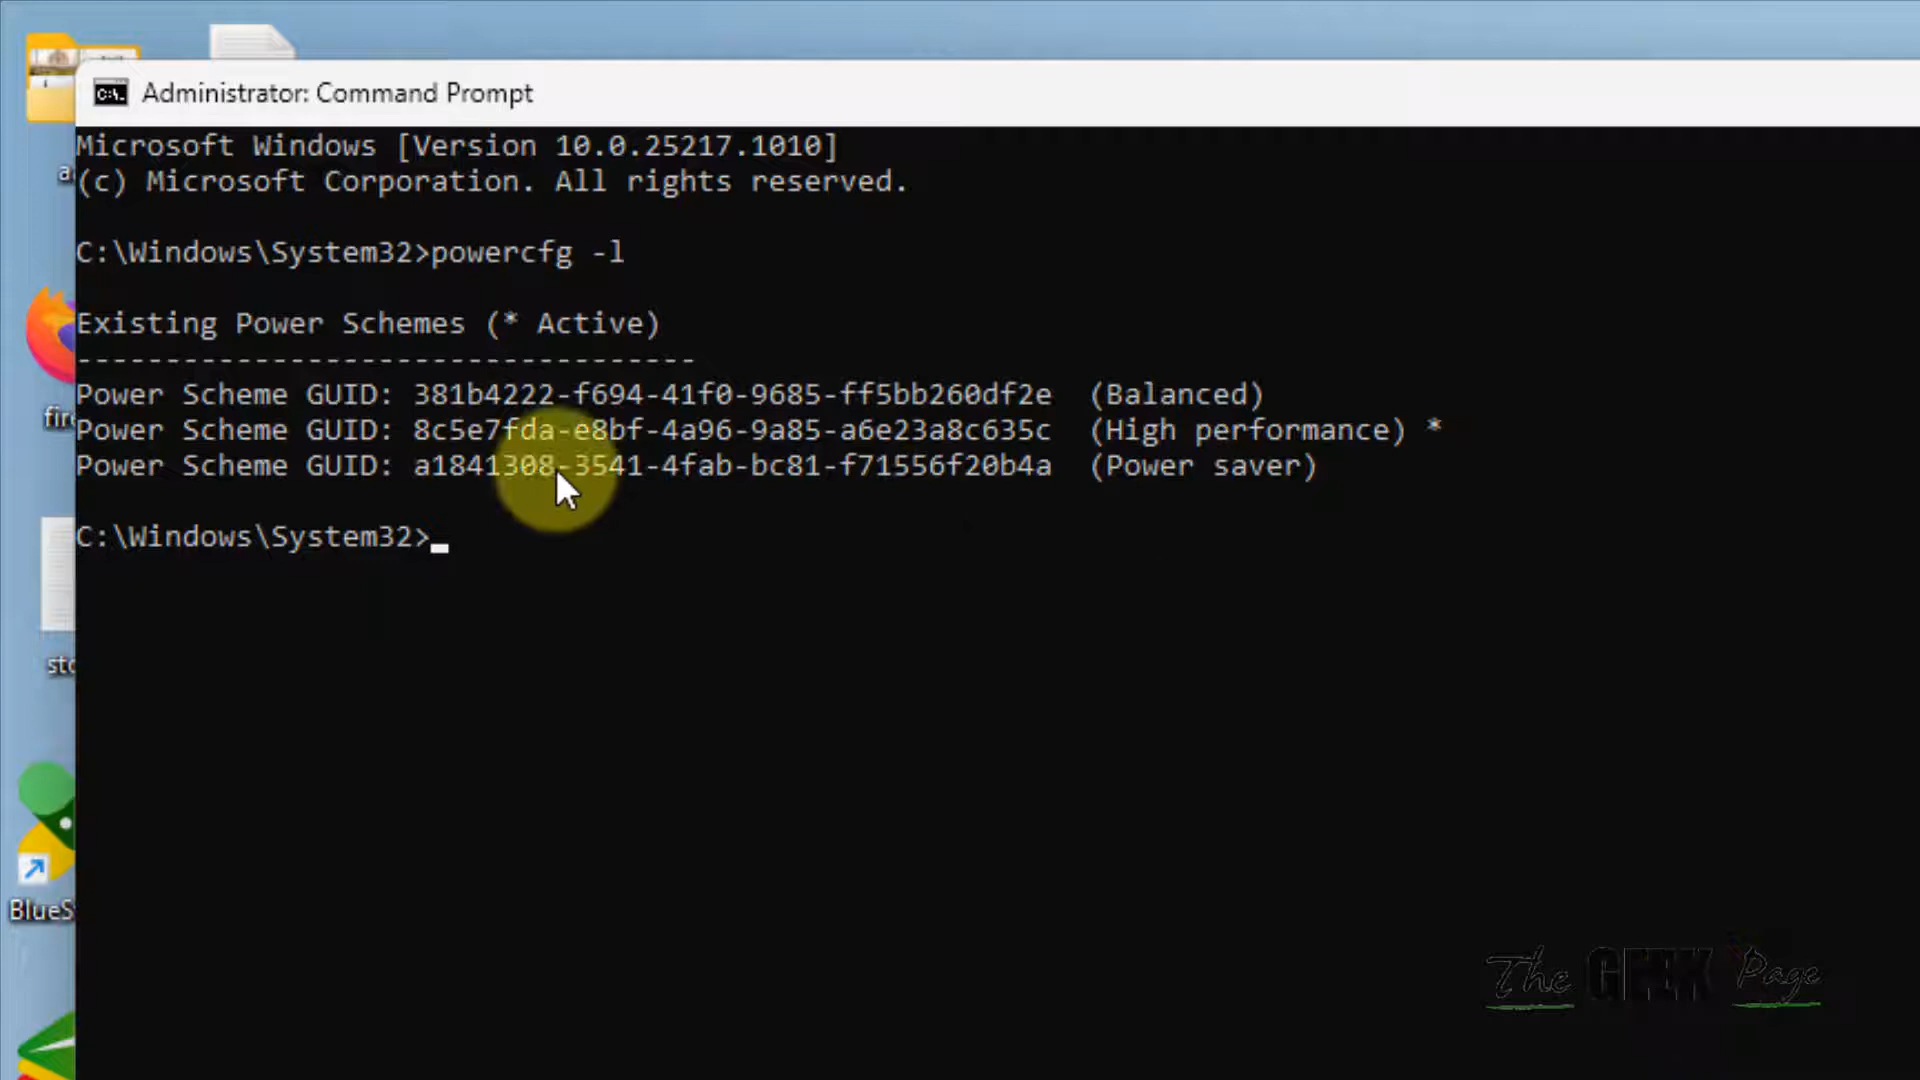 Administrator: Command Prompt
Microsoft Windows [Version 10.0.25217.1010]
(c) Microsoft Corporation. All rights reserved.
C:\Windows\System32>powercfg -l
Existing Power Schemes (* Active)
-----------------------------------
Power Scheme GUID: 381b4222-f694-41f0-9685-ff5bb260df2e  (Balanced)
Power Scheme GUID: 8c5e7fda-e8bf-4a96-9a85-a6e23a8c635c  (High performance) *
Power Scheme GUID: a1841308-3541-4fab-bc81-f71556f20b4a  (Power saver)
C:\Windows\System32>
BlueS
The GEEK Page